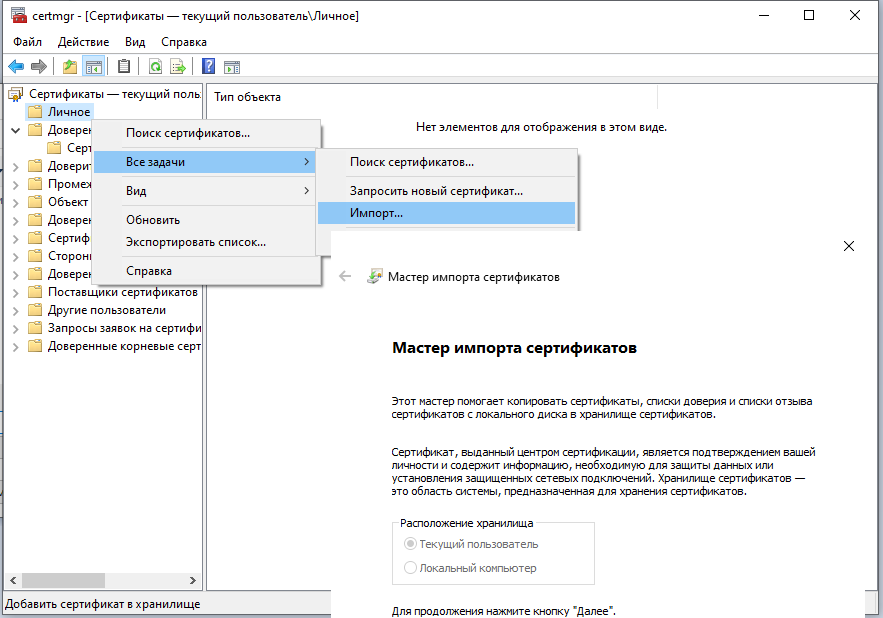 certmgr - [Сертификаты — текущий пользователь\Личное]
Файл Действие Вид Справка
Сертификаты — текущий поль
Личное
Доверен
Серт
Доверит
Промеж
Объект
Доверен
Сертиф
Сторонн
Доверен
Поставщики сертификатов
Другие пользователи
Запросы заявок на сертифи
Доверенные корневые серт
Тип объекта
Нет элементов для отображения в этом виде.
Поиск сертификатов...
Все задачи
Вид
Обновить
Экспортировать список...
Справка
Поиск сертификатов...
Запросить новый сертификат...
Импорт...
Мастер импорта сертификатов
Мастер импорта сертификатов
Этот мастер помогает копировать сертификаты, списки доверия и списки отзыва
сертификатов с локального диска в хранилище сертификатов.
Сертификат, выданный центром сертификации, является подтверждением вашей
личности и содержит информацию, необходимую для защиты данных или
установления защищенных сетевых подключений. Хранилище сертификатов —
это область системы, предназначенная для хранения сертификатов.
Расположение хранилища
Текущий пользователь
Локальный компьютер
Для продолжения нажмите кнопку "Далее".
Добавить сертификат в хранилище